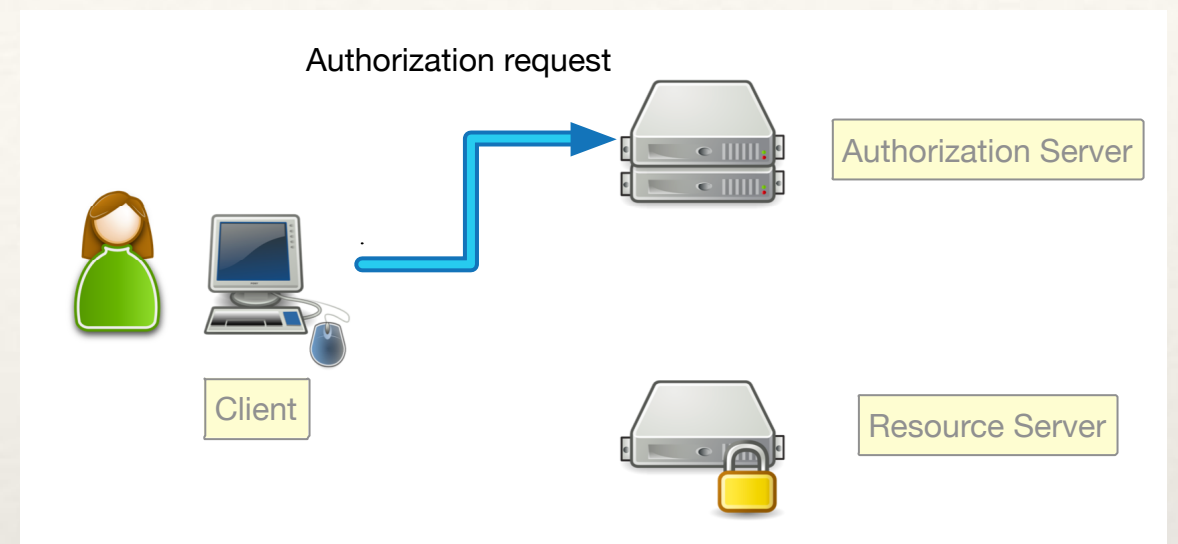 Authorization request
Authorization Server
Client
Resource Server